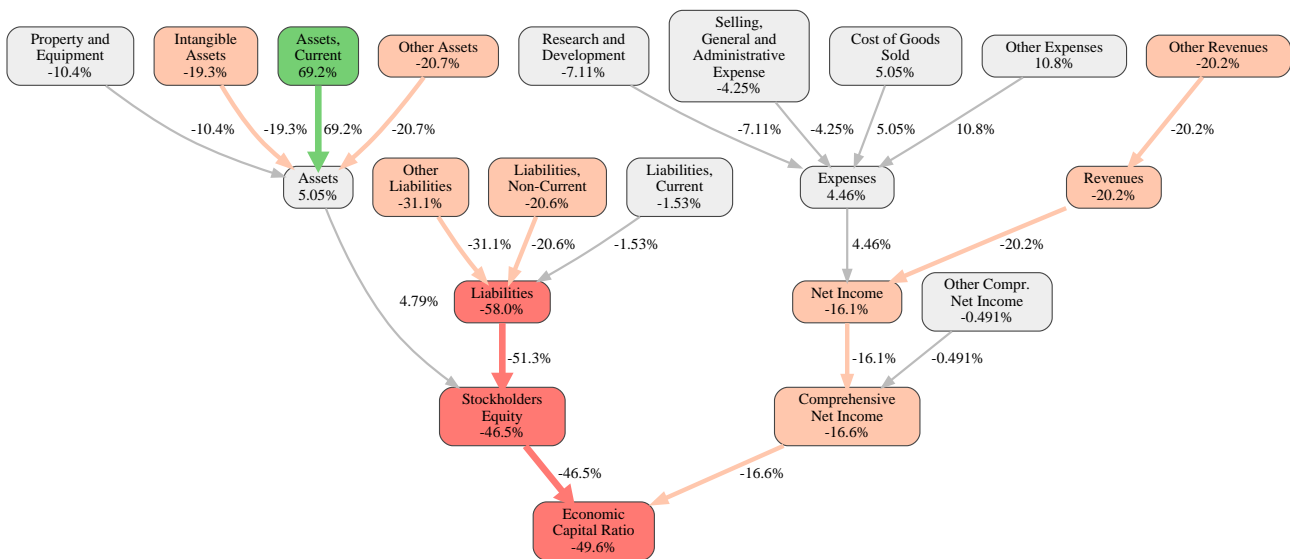 Property and
Equipment
-10.4%
Intangible
Assets
-19.3%
Assets,
Current
69.2%
Other Assets
-20.7%
Research and
Development
-7.11%
Selling,
General and
Administrative
Expense
-4.25%
Cost of Goods
Sold
5.05%
Other Expenses
10.8%
Other Revenues
-20.2%
-10.4%
-19.3%
69.2%
-20.7%
-7.11%
-4.25%
5.05%
10.8%
-20.2%
Assets
5.05%
Other
Liabilities
-31.1%
Liabilities,
Non-Current
-20.6%
Liabilities,
Current
-1.53%
Expenses
4.46%
Revenues
-20.2%
-31.1%
-20.6%
-1.53%
4.46%
-20.2%
4.79%
Liabilities
-58.0%
Net Income
-16.1%
Other Compr.
Net Income
-0.491%
-51.3%
-16.1%
-0.491%
Stockholders
Equity
-46.5%
Comprehensive
Net Income
-16.6%
-46.5%
-16.6%
Economic
Capital Ratio
-49.6%